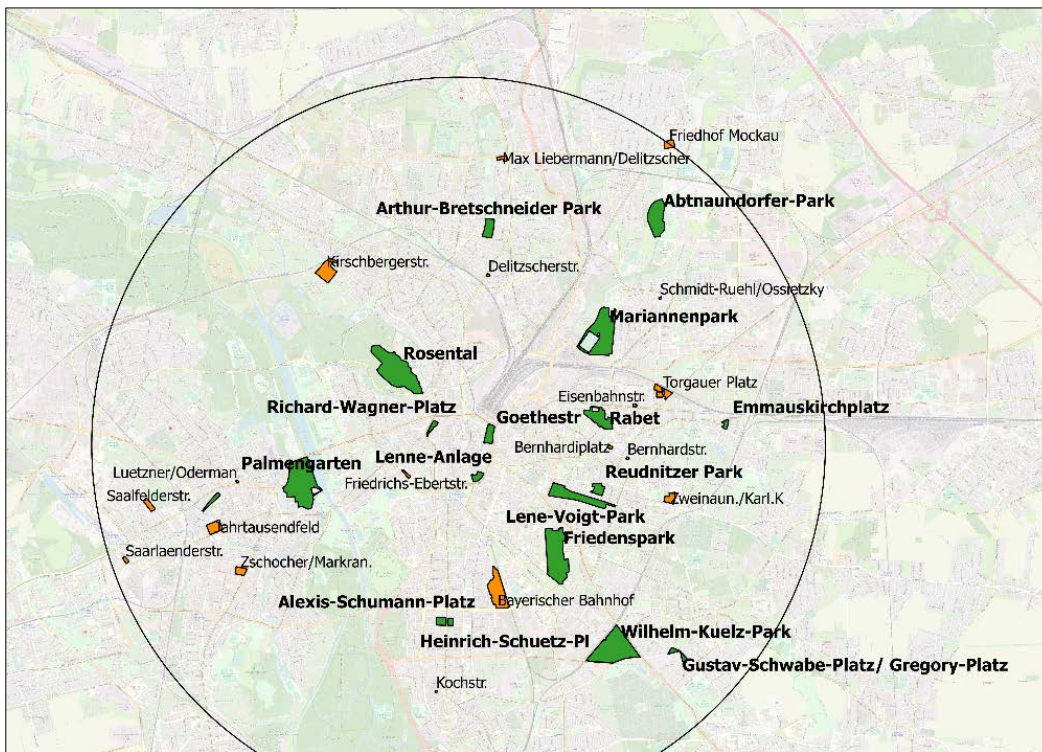 Friedhof Mockau
Max Liebermann/Delitzscher
Abtnaundorfer-Park
Arthur-Bretschneider Park
Kirschbergerstr.
Delitzscherstr.
Schmidt-Ruehl/Ossietzky
Mariannenpark
Rosental
Torgauer Platz
Eisenbahnstr.
Richard-Wagner-Platz
Goethestr
Rabet
Emmauskirchplatz
Bernhardiplatz
Bernhardstr.
Lenne-Anlage
Palmengarten
Luetzner/Oderman
Friedrichs-Ebertstr.
Reudnitzer Park
Saalfelderstr.
Zweinaun./Karl.K
Lene-Voigt-Park
Jahrtausendfeld
Friedenspark
Saarlaenderstr.
Zschocher/Markran.
Alexis-Schumann-Platz
Bayerischer Bahnhof
Heinrich-Schuetz-Pl
Wilhelm-Kuelz-Park
Gustav-Schwabe-Platz/ Gregory-Platz
Kochstr.